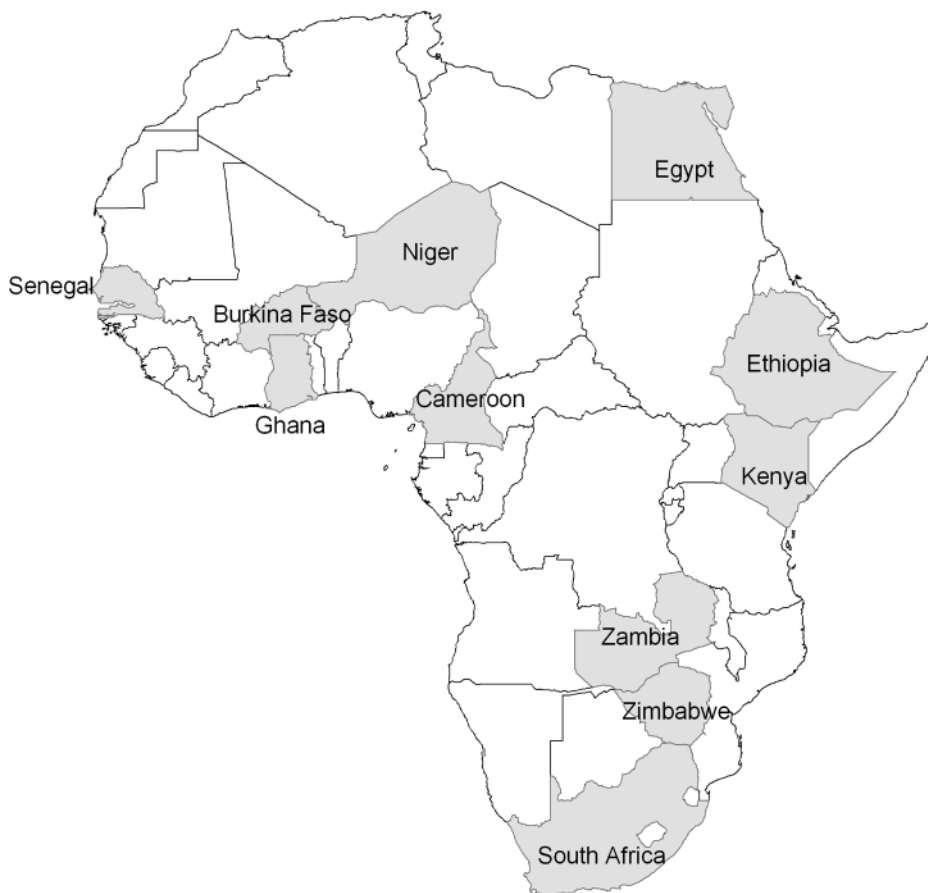 Egypt
Niger
Senegal
Burkina Faso
Ethiopia
Cameroon
Ghana
Kenya
Zambia
Zimbabwe
South Africa